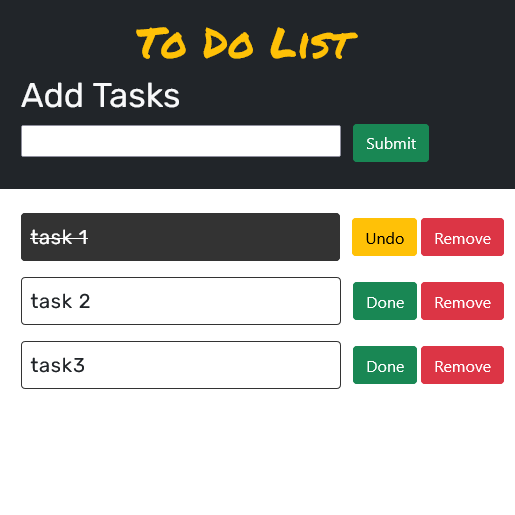 To Do List
Add Tasks
Submit
task 1 Undo Remove
task 2 Done Remove
task3 Done Remove